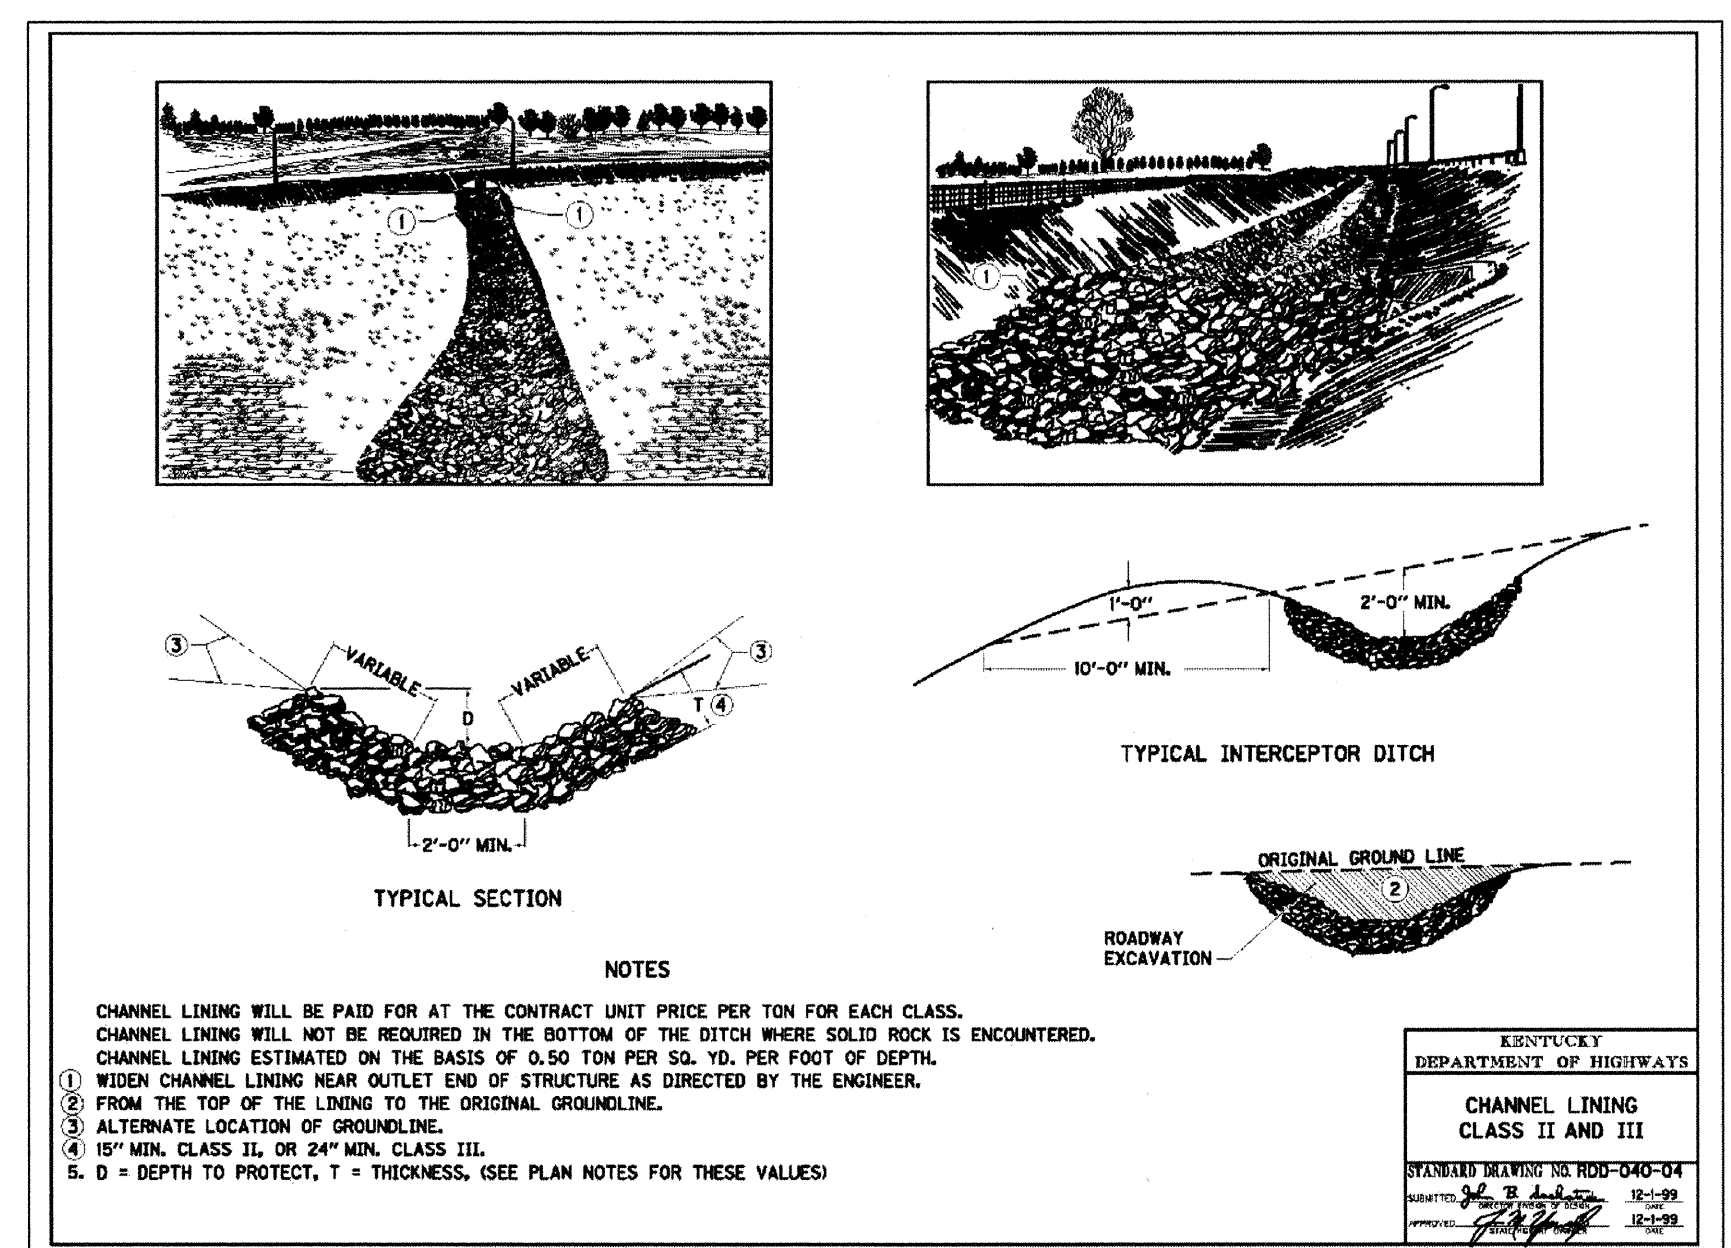 ①
①
①
③
VARIABLE
VARIABLE
③
D
T ④
2'-0" MIN.
TYPICAL SECTION
1'-0"
2'-0" MIN.
10'-0" MIN.
TYPICAL INTERCEPTOR DITCH
ORIGINAL GROUND LINE
②
ROADWAY
EXCAVATION
NOTES
CHANNEL LINING WILL BE PAID FOR AT THE CONTRACT UNIT PRICE PER TON FOR EACH CLASS.
CHANNEL LINING WILL NOT BE REQUIRED IN THE BOTTOM OF THE DITCH WHERE SOLID ROCK IS ENCOUNTERED.
CHANNEL LINING ESTIMATED ON THE BASIS OF 0.50 TON PER SQ. YD. PER FOOT OF DEPTH.
① WIDEN CHANNEL LINING NEAR OUTLET END OF STRUCTURE AS DIRECTED BY THE ENGINEER.
② FROM THE TOP OF THE LINING TO THE ORIGINAL GROUNDLINE.
③ ALTERNATE LOCATION OF GROUNDLINE.
④ 15" MIN. CLASS II, OR 24" MIN. CLASS III.
5. D = DEPTH TO PROTECT, T = THICKNESS, (SEE PLAN NOTES FOR THESE VALUES)
KENTUCKY
DEPARTMENT OF HIGHWAYS
CHANNEL LINING
CLASS II AND III
STANDARD DRAWING NO. RDD-040-04
SUBMITTED John B. 12-1-99
DIRECTOR DIVISION OF DESIGN DATE
APPROVED 12-1-99
STATE HIGHWAY ENGINEER DATE